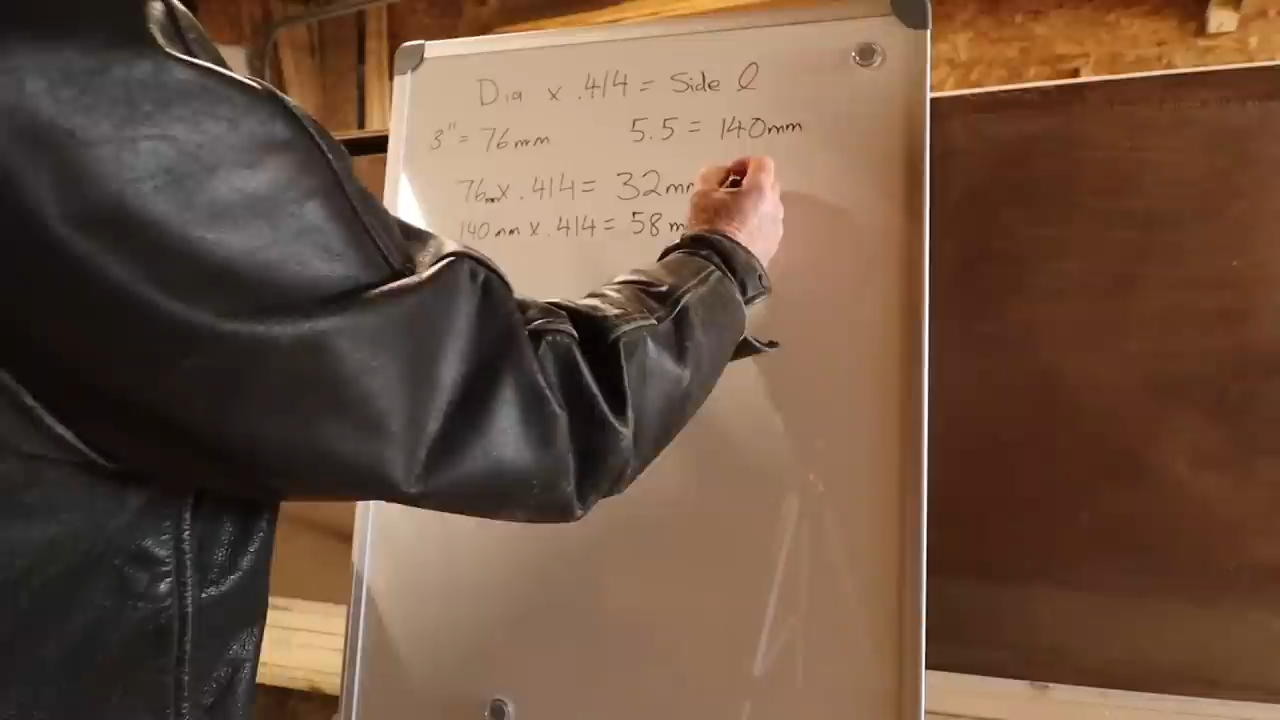 Dia x .414 = Side l
3" = 76mm 5.5 = 140mm
76mm x .414 = 32mm
140mm x .414 = 58 m